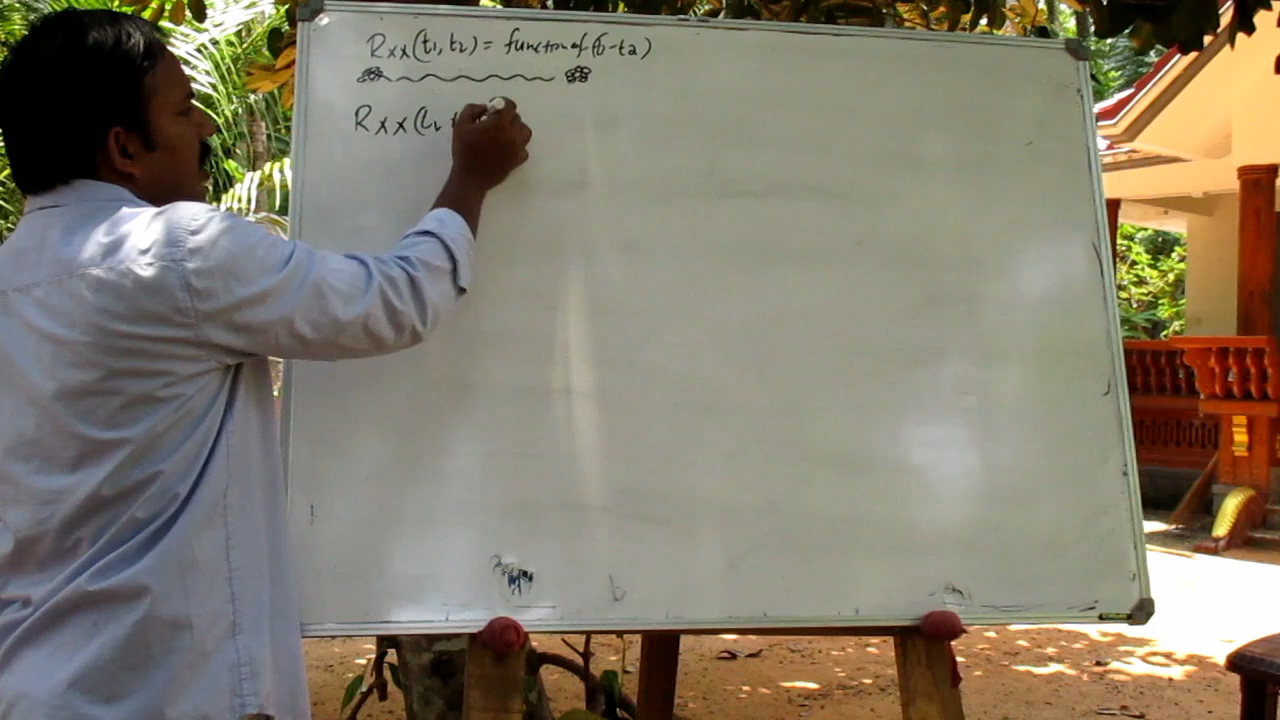 Rxx(t1, t2) = function of (t1-t2)
Rxx(t1